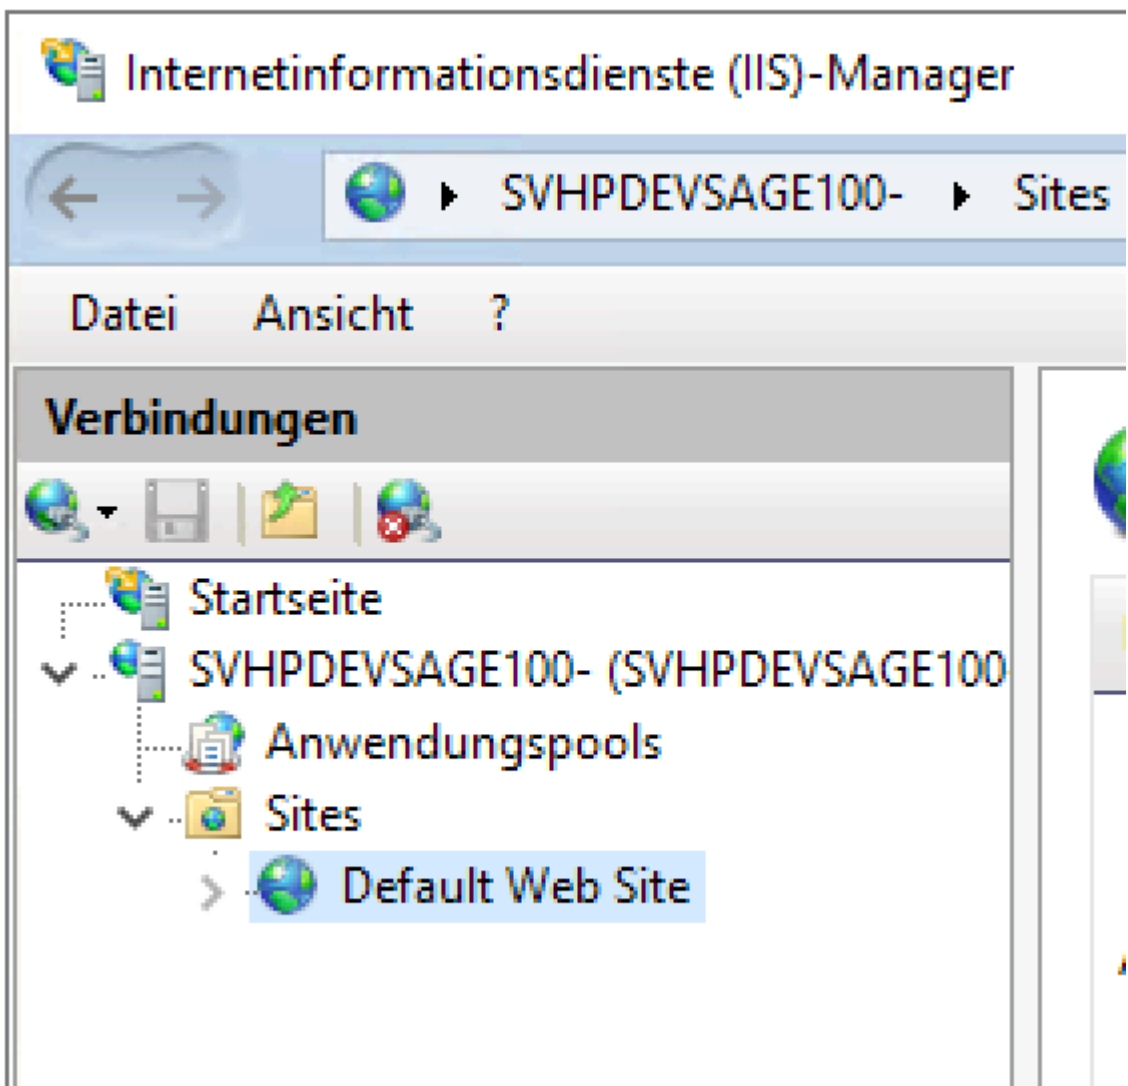 Internetinformationsdienste (IIS)-Manager
SVHPDEVSAGE100- Sites
Datei Ansicht ?
Verbindungen
Startseite
SVHPDEVSAGE100- (SVHPDEVSAGE100-
Anwendungspools
Sites
Default Web Site